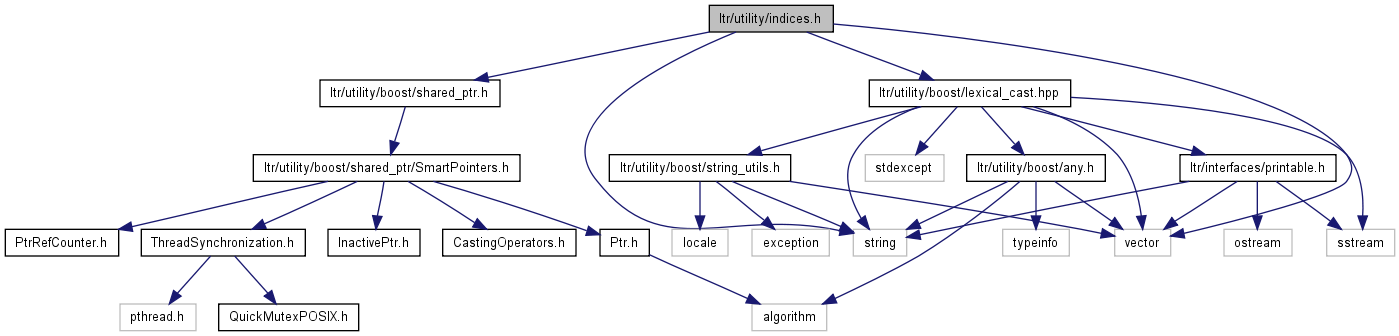 ltr/utility/indices.h
ltr/utility/boost/shared_ptr.h
ltr/utility/boost/lexical_cast.hpp
ltr/utility/boost/shared_ptr/SmartPointers.h
ltr/utility/boost/string_utils.h
stdexcept
ltr/utility/boost/any.h
ltr/interfaces/printable.h
PtrRefCounter.h
ThreadSynchronization.h
InactivePtr.h
CastingOperators.h
Ptr.h
locale
exception
string
typeinfo
vector
ostream
sstream
pthread.h
QuickMutexPOSIX.h
algorithm